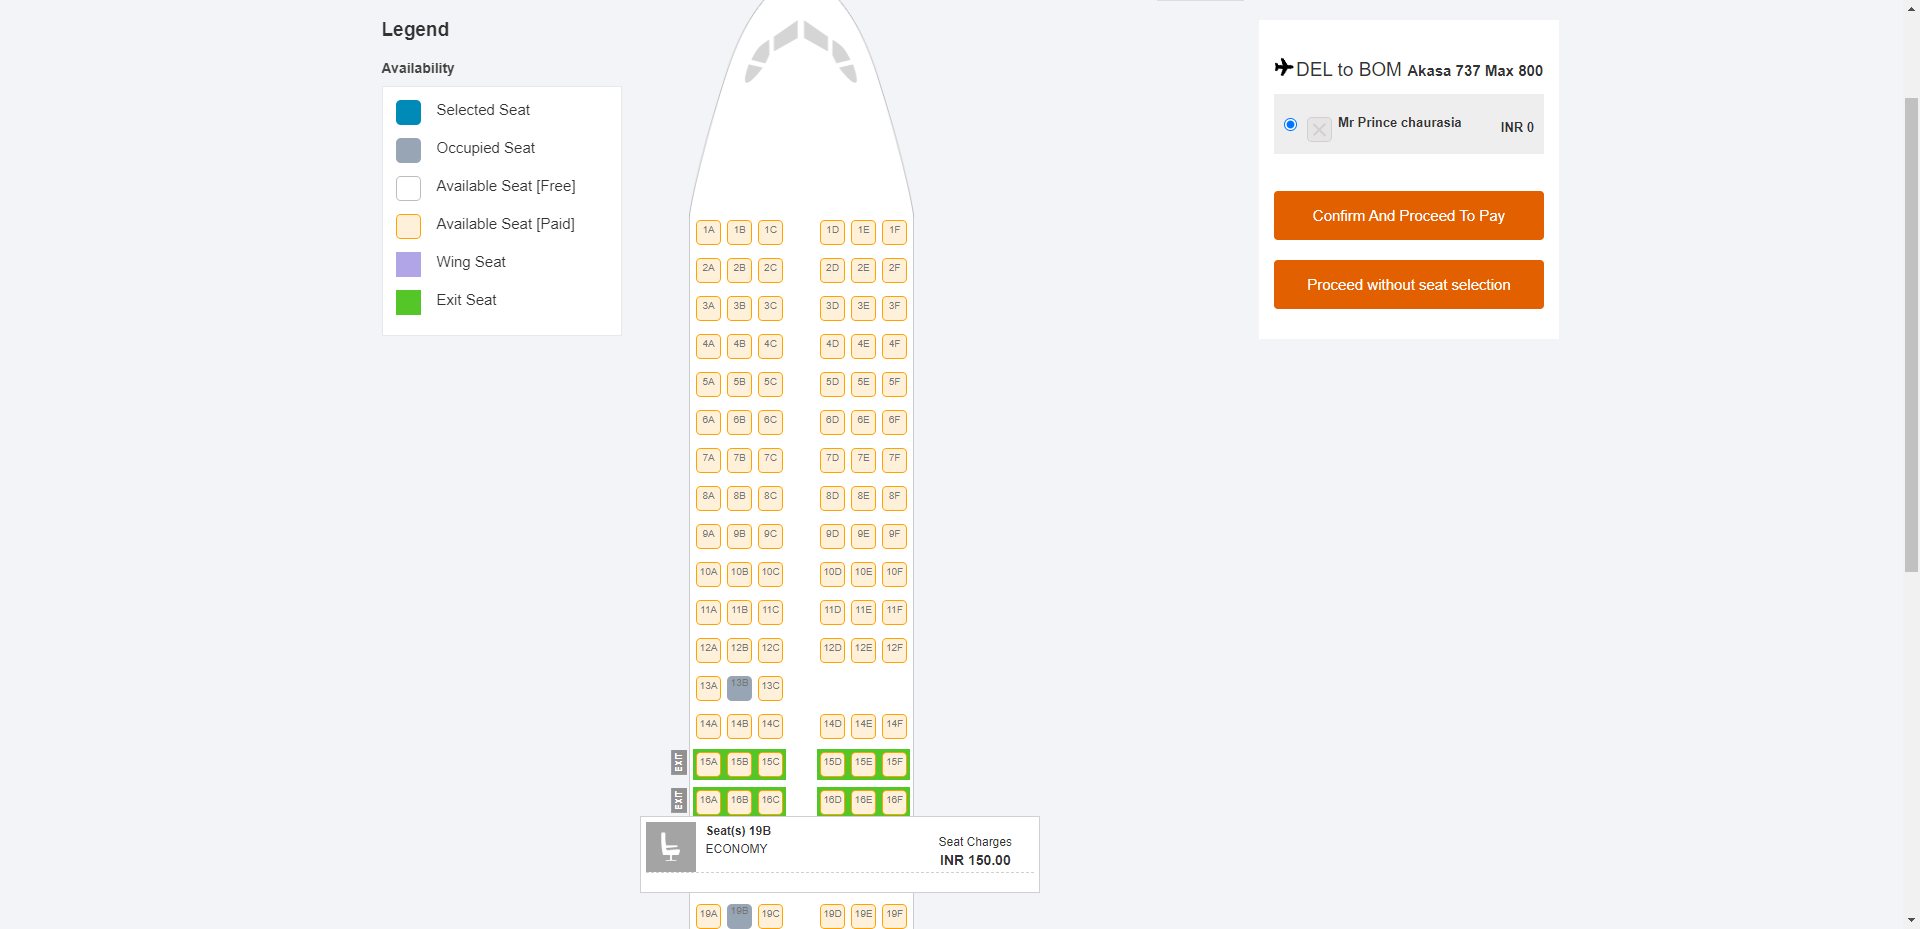 Legend
Availability
Selected Seat
Occupied Seat
Available Seat [Free]
Available Seat [Paid]
Wing Seat
Exit Seat
1A 1B 1C 1D 1E 1F
2A 2B 2C 2D 2E 2F
3A 3B 3C 3D 3E 3F
4A 4B 4C 4D 4E 4F
5A 5B 5C 5D 5E 5F
6A 6B 6C 6D 6E 6F
7A 7B 7C 7D 7E 7F
8A 8B 8C 8D 8E 8F
9A 9B 9C 9D 9E 9F
10A 10B 10C 10D 10E 10F
11A 11B 11C 11D 11E 11F
12A 12B 12C 12D 12E 12F
13A 13B 13C
14A 14B 14C 14D 14E 14F
EXIT 15A 15B 15C 15D 15E 15F
EXIT 16A 16B 16C 16D 16E 16F
Seat(s) 19B
ECONOMY
Seat Charges
INR 150.00
19A 19B 19C 19D 19E 19F
DEL to BOM Akasa 737 Max 800
Mr Prince chaurasia INR 0
Confirm And Proceed To Pay
Proceed without seat selection